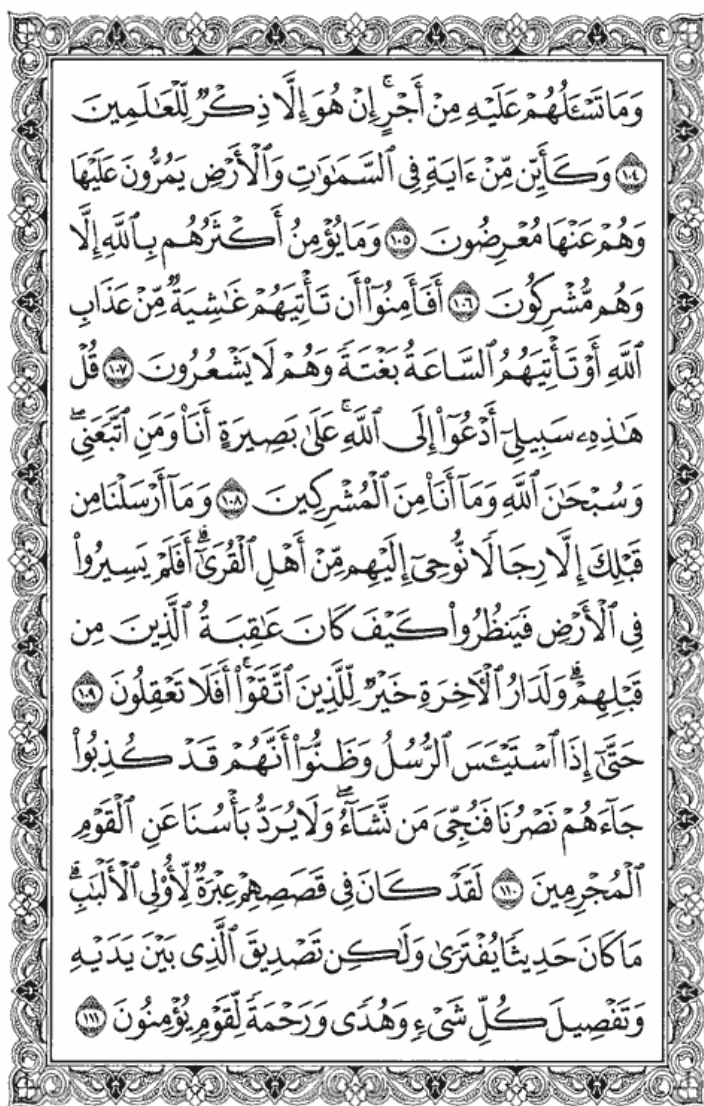 وَمَا تَسْـَٔلُهُمْ عَلَيْهِ مِنْ أَجْرٍ ۚ إِنْ هُوَ إِلَّا ذِكْرٌ لِّلْعَـٰلَمِينَ
١٠٤ وَكَأَيِّن مِّنْ ءَايَةٍ فِى ٱلسَّمَـٰوَٰتِ وَٱلْأَرْضِ يَمُرُّونَ عَلَيْهَا
وَهُمْ عَنْهَا مُعْرِضُونَ ١٠٥ وَمَا يُؤْمِنُ أَكْثَرُهُم بِٱللَّهِ إِلَّا
وَهُم مُّشْرِكُونَ ١٠٦ أَفَأَمِنُوٓا۟ أَن تَأْتِيَهُمْ غَـٰشِيَةٌ مِّنْ عَذَابِ
ٱللَّهِ أَوْ تَأْتِيَهُمُ ٱلسَّاعَةُ بَغْتَةً وَهُمْ لَا يَشْعُرُونَ ١٠٧ قُلْ
هَـٰذِهِۦ سَبِيلِىٓ أَدْعُوٓا۟ إِلَى ٱللَّهِ ۚ عَلَىٰ بَصِيرَةٍ أَنَا۠ وَمَنِ ٱتَّبَعَنِى ۖ
وَسُبْحَـٰنَ ٱللَّهِ وَمَآ أَنَا۠ مِنَ ٱلْمُشْرِكِينَ ١٠٨ وَمَآ أَرْسَلْنَا مِن
قَبْلِكَ إِلَّا رِجَالًا نُّوحِىٓ إِلَيْهِم مِّنْ أَهْلِ ٱلْقُرَىٰٓ ۗ أَفَلَمْ يَسِيرُوا۟
فِى ٱلْأَرْضِ فَيَنظُرُوا۟ كَيْفَ كَانَ عَـٰقِبَةُ ٱلَّذِينَ مِن
قَبْلِهِمْ ۗ وَلَدَارُ ٱلْـَٔاخِرَةِ خَيْرٌ لِّلَّذِينَ ٱتَّقَوْا۟ ۗ أَفَلَا تَعْقِلُونَ ١٠٩
حَتَّىٰٓ إِذَا ٱسْتَيْـَٔسَ ٱلرُّسُلُ وَظَنُّوٓا۟ أَنَّهُمْ قَدْ كُذِبُوا۟
جَآءَهُمْ نَصْرُنَا فَنُجِّىَ مَن نَّشَآءُ ۖ وَلَا يُرَدُّ بَأْسُنَا عَنِ ٱلْقَوْمِ
ٱلْمُجْرِمِينَ ١١٠ لَقَدْ كَانَ فِى قَصَصِهِمْ عِبْرَةٌ لِّأُو۟لِى ٱلْأَلْبَـٰبِ ۗ
مَا كَانَ حَدِيثًا يُفْتَرَىٰ وَلَـٰكِن تَصْدِيقَ ٱلَّذِى بَيْنَ يَدَيْهِ
وَتَفْصِيلَ كُلِّ شَىْءٍ وَهُدًى وَرَحْمَةً لِّقَوْمٍ يُؤْمِنُونَ ١١١